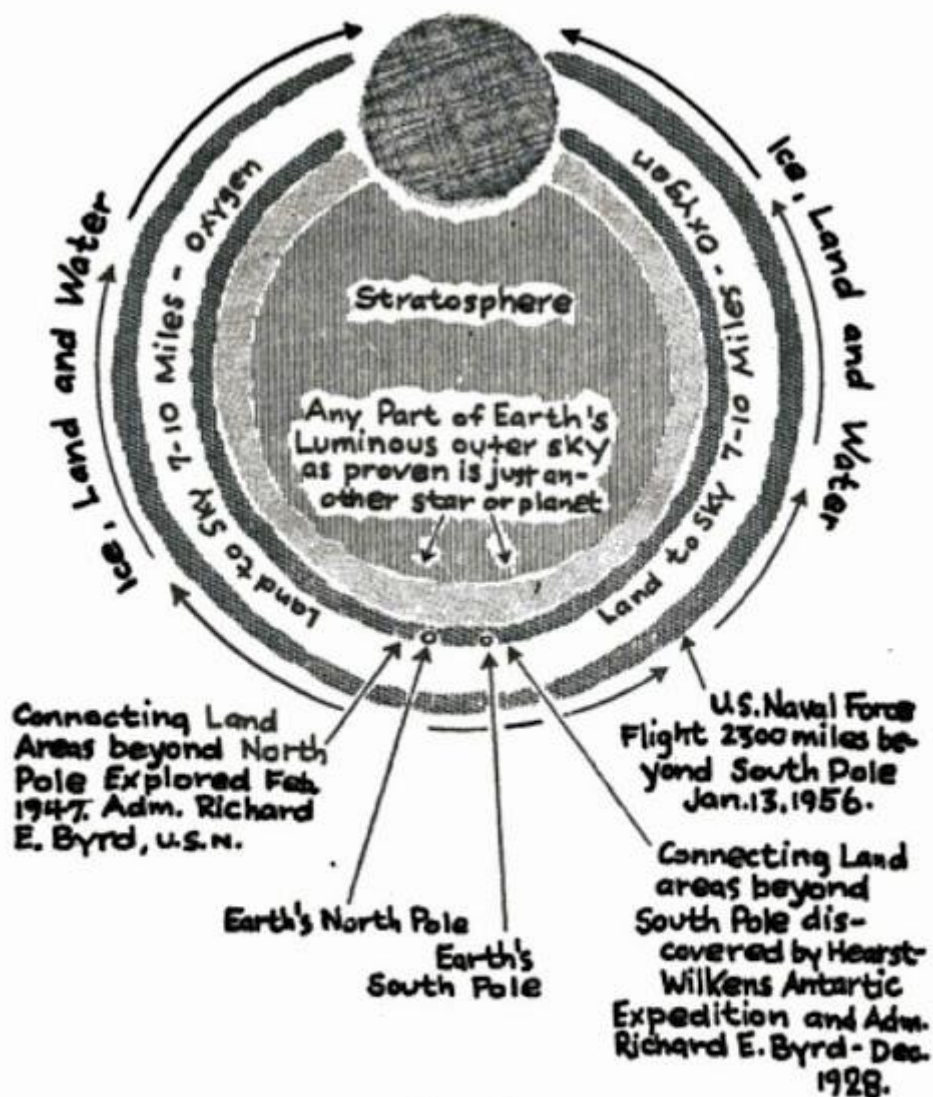 Ice, Land and Water
Ice, Land and Water
Land to Sky 7-10 Miles - Oxygen
Land to Sky 7-10 Miles - Oxygen
Stratosphere
Any Part of Earth's
Luminous outer sky
as proven is just an-
other star or planet
Connecting Land
Areas beyond North
Pole Explored Feb.
1947. Adm. Richard
E. Byrd, U.S.N.
Earth's North Pole
Earth's
South Pole
U.S. Naval Force
Flight 2300 miles be-
yond South Pole
Jan. 13. 1956.
Connecting Land
areas beyond
South Pole dis-
covered by Hearst-
Wilkens Antartic
Expedition and Adm.
Richard E. Byrd - Dec.
1928.